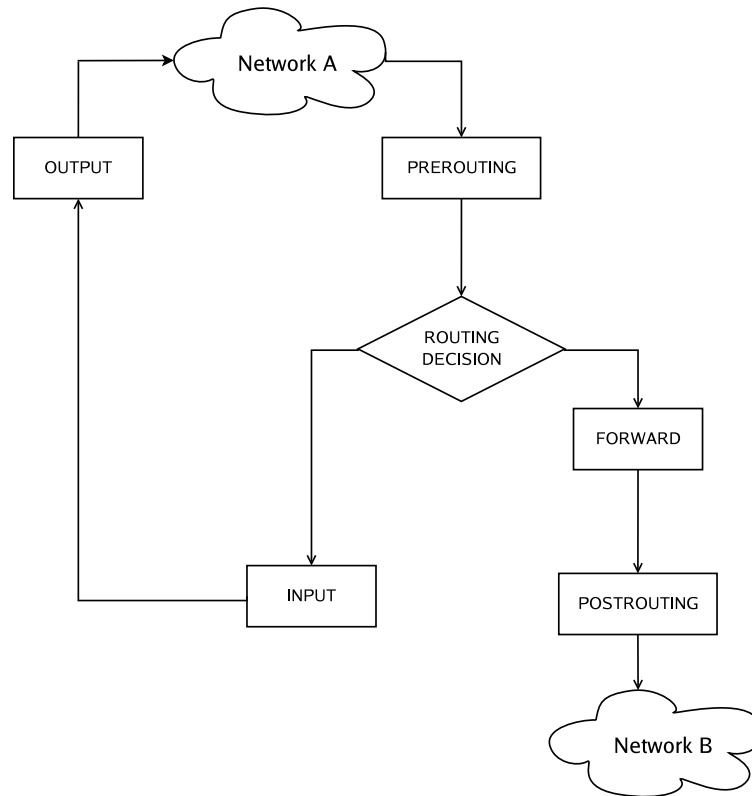 Network A
OUTPUT
PREROUTING
ROUTING
DECISION
FORWARD
INPUT
POSTROUTING
Network B